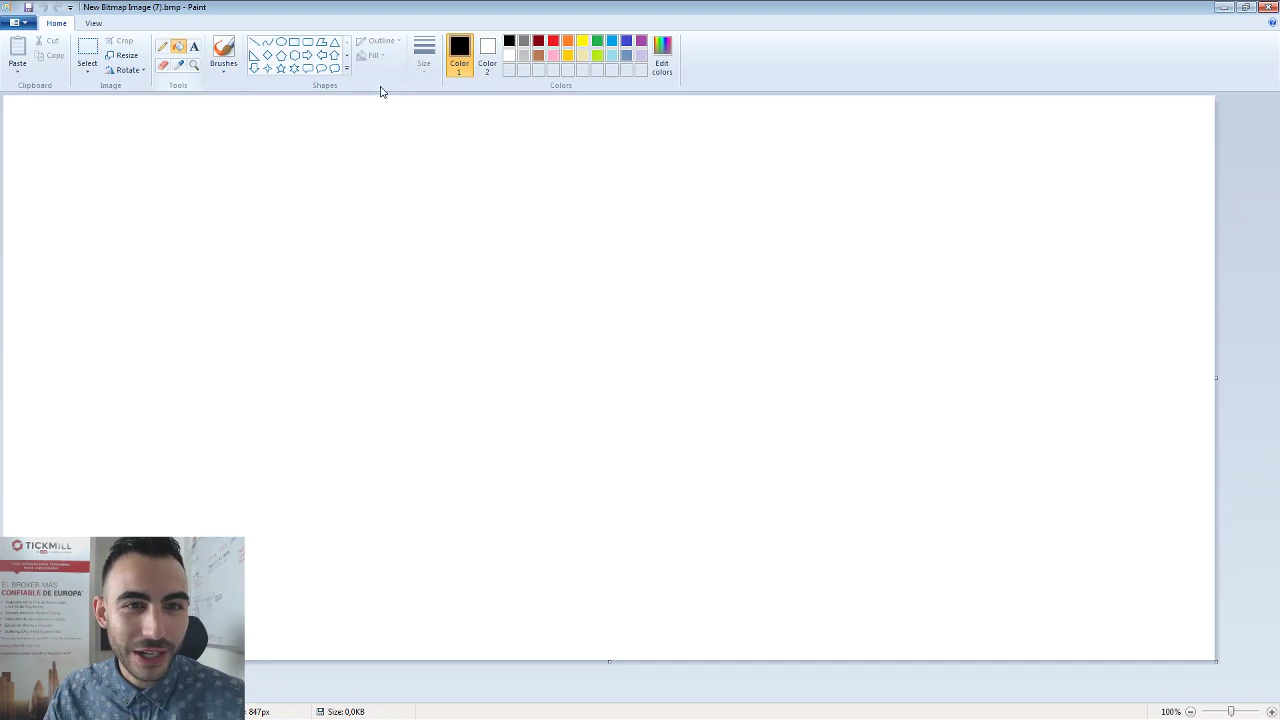 New Bitmap Image (7).bmp - Paint
Home View
Paste Cut Copy
Clipboard
Select Crop Resize Rotate
Image
A
Tools
Brushes
Outline Fill
Shapes
Size
Color 1 Color 2
Edit colors
Colors
TICKMILL
EL BROKER MÁS
CONFIABLE DE EUROPA*
847px Size: 0,0KB 100%